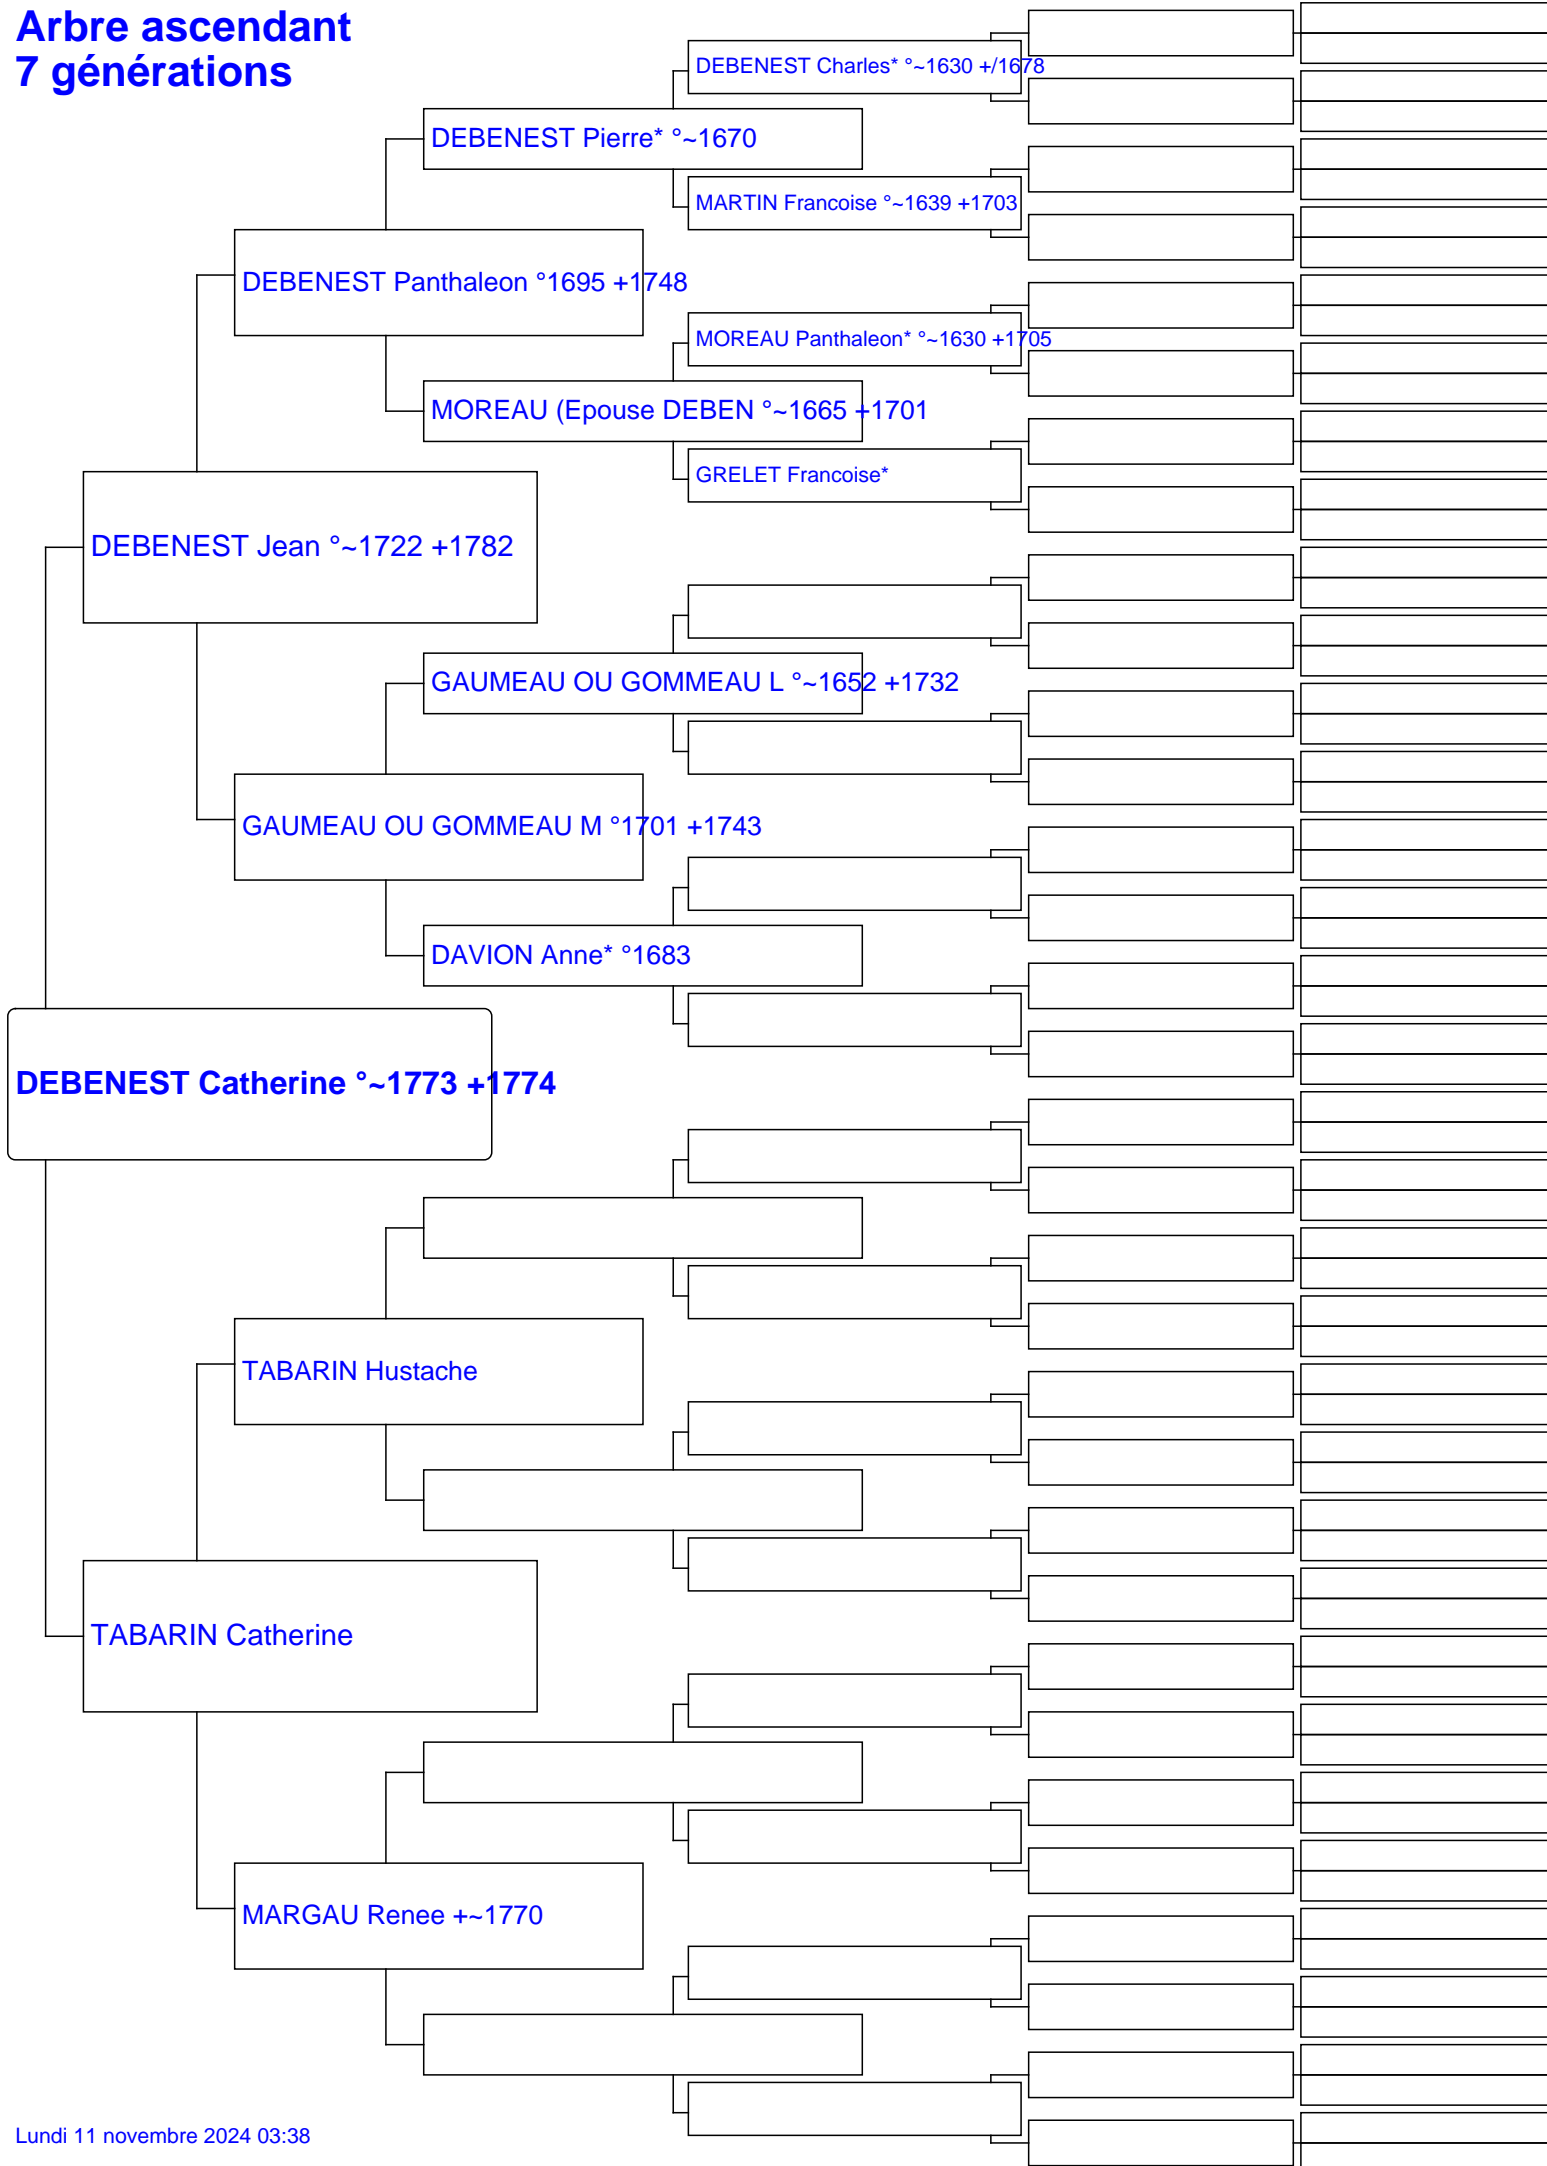 Arbre ascendant
7 générations
DEBENEST Charles* °~1630 +/1678
DEBENEST Pierre* °~1670
MARTIN Francoise °~1639 +1703
DEBENEST Panthaleon °1695 +1748
MOREAU Panthaleon* °~1630 +1705
MOREAU (Epouse DEBEN °~1665 +1701
GRELET Francoise*
DEBENEST Jean °~1722 +1782
GAUMEAU OU GOMMEAU L °~1652 +1732
GAUMEAU OU GOMMEAU M °1701 +1743
DAVION Anne* °1683
DEBENEST Catherine °~1773 +1774
TABARIN Hustache
TABARIN Catherine
MARGAU Renee +~1770
Lundi 11 novembre 2024 03:38